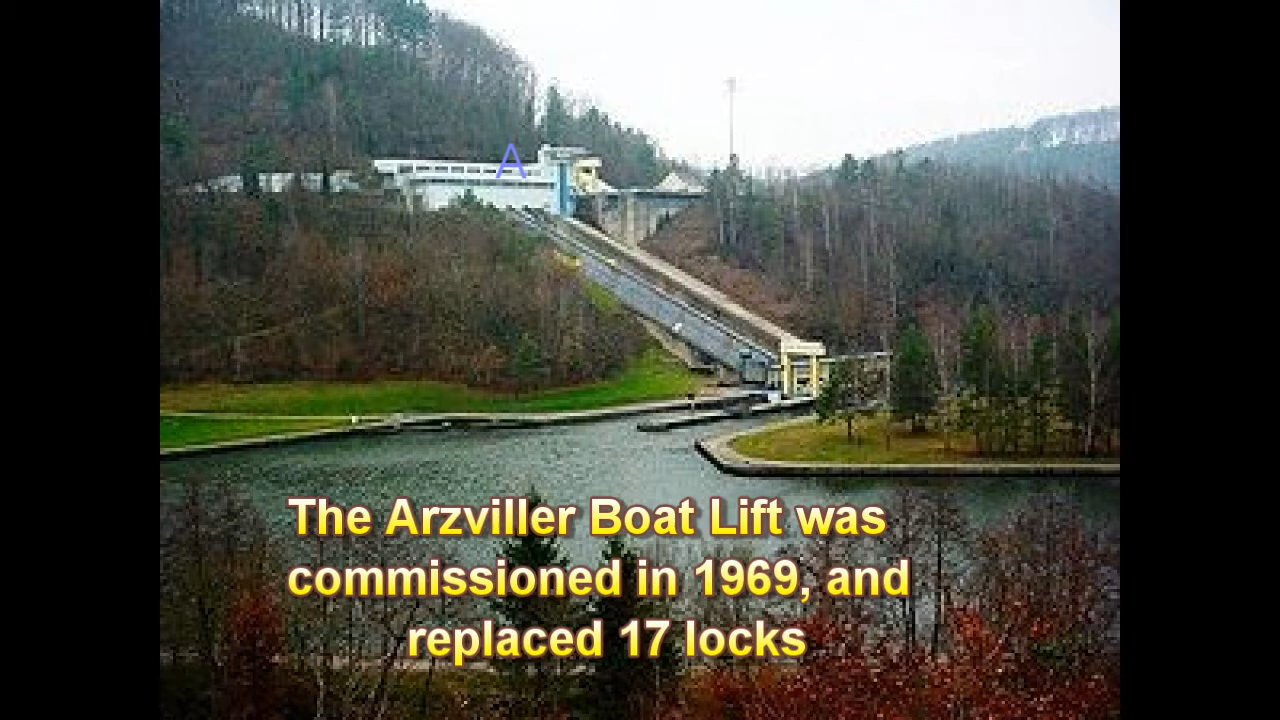 A
The Arzviller Boat Lift was
commissioned in 1969, and
replaced 17 locks